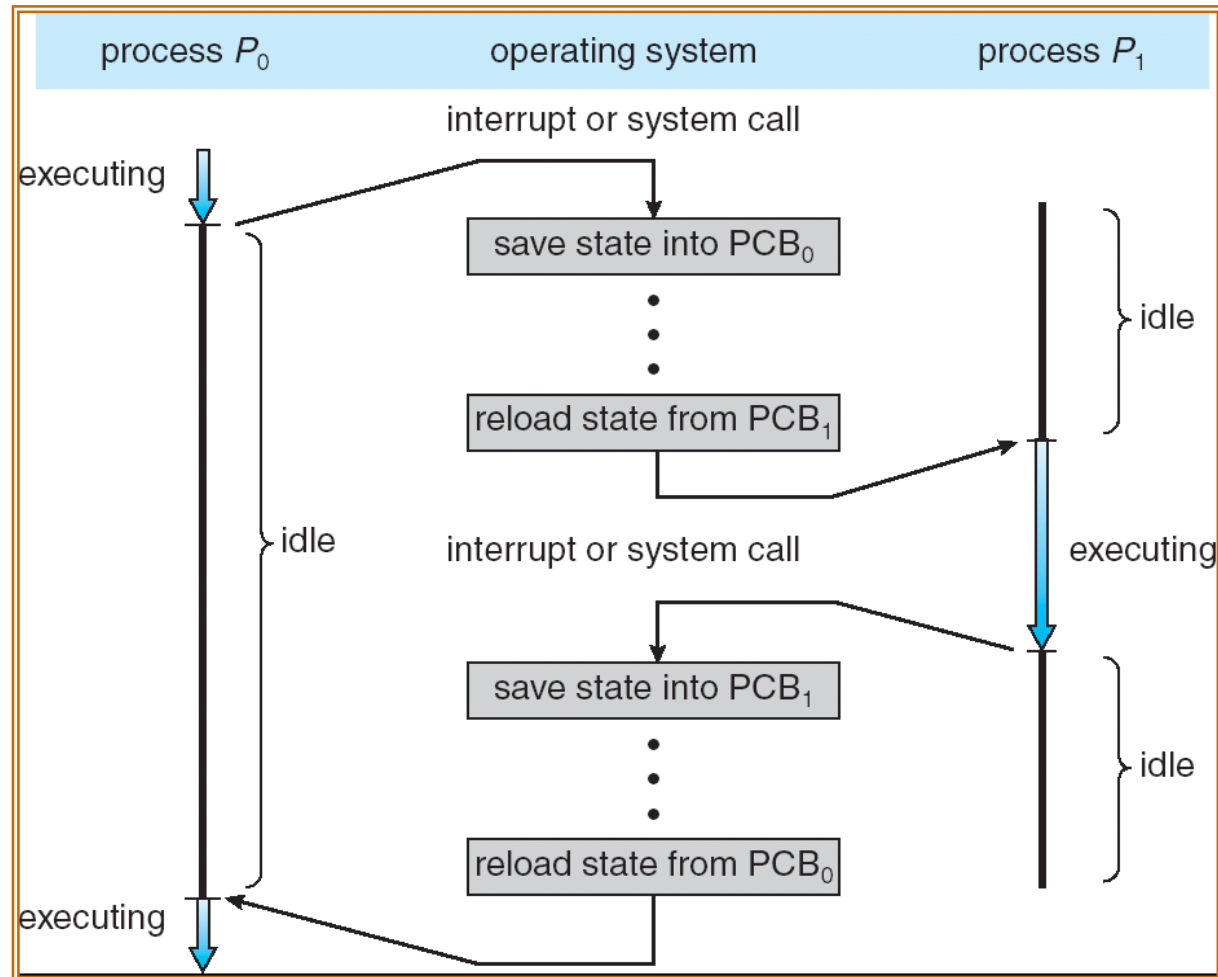 process P₀ operating system process P₁
interrupt or system call
executing
save state into PCB₀
idle
reload state from PCB₁
idle
interrupt or system call
executing
save state into PCB₁
idle
reload state from PCB₀
executing